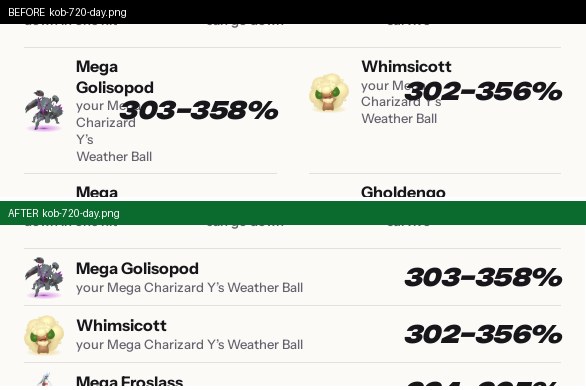 BEFORE kob-720-day.png
Mega
Golisopod
your Mega
Charizard
Y's
Weather Ball
303–358%
Whimsicott
your Mega
Charizard Y's
Weather Ball
302–356%
Mega
Gholdengo
AFTER kob-720-day.png
Mega Golisopod
your Mega Charizard Y's Weather Ball
303–358%
Whimsicott
your Mega Charizard Y's Weather Ball
302–356%
Mega Froslass